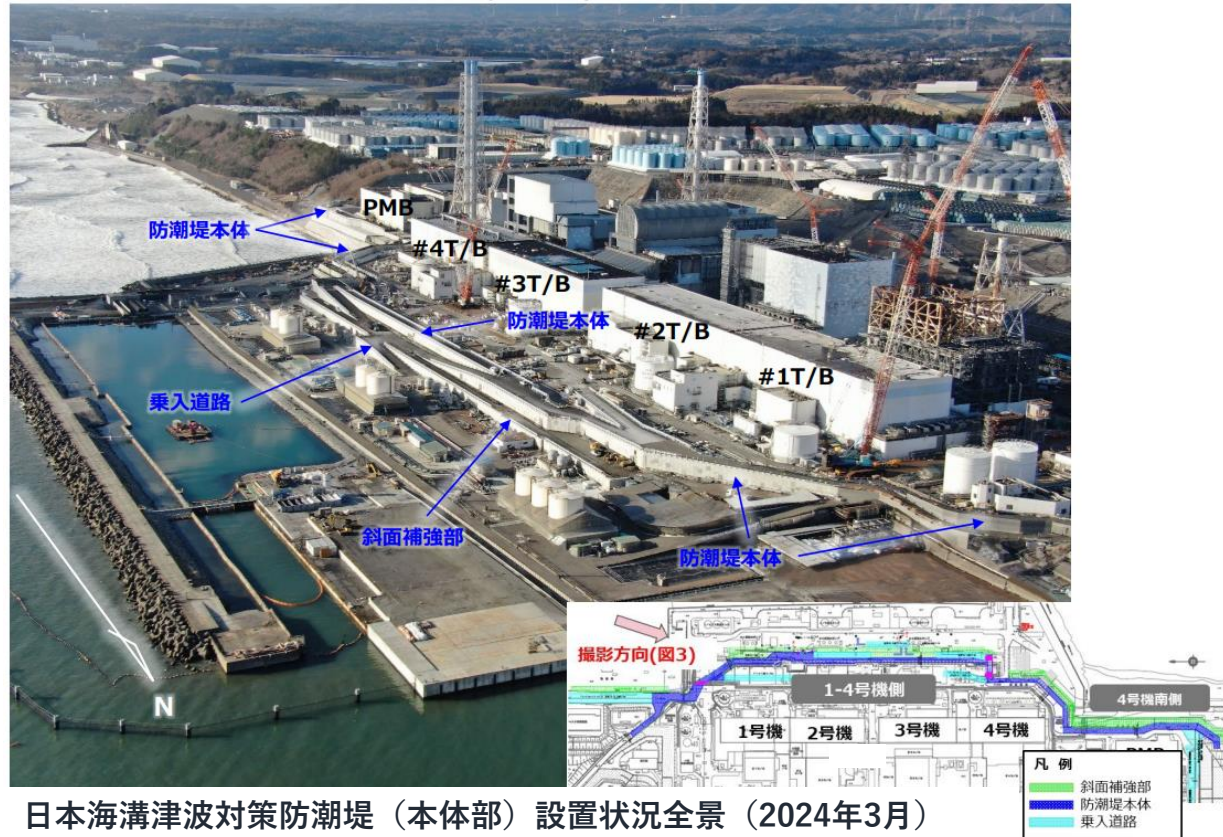 PMB
防潮堤本体
#4T/B
#3T/B
防潮堤本体
#2T/B
乗入道路
#1T/B
斜面補強部
防潮堤本体
N
撮影方向(図3)
1-4号機側
4号機南側
1号機
2号機
3号機
4号機
凡 例
斜面補強部
防潮堤本体
乗入道路
日本海溝津波対策防潮堤（本体部）設置状況全景（2024年3月）